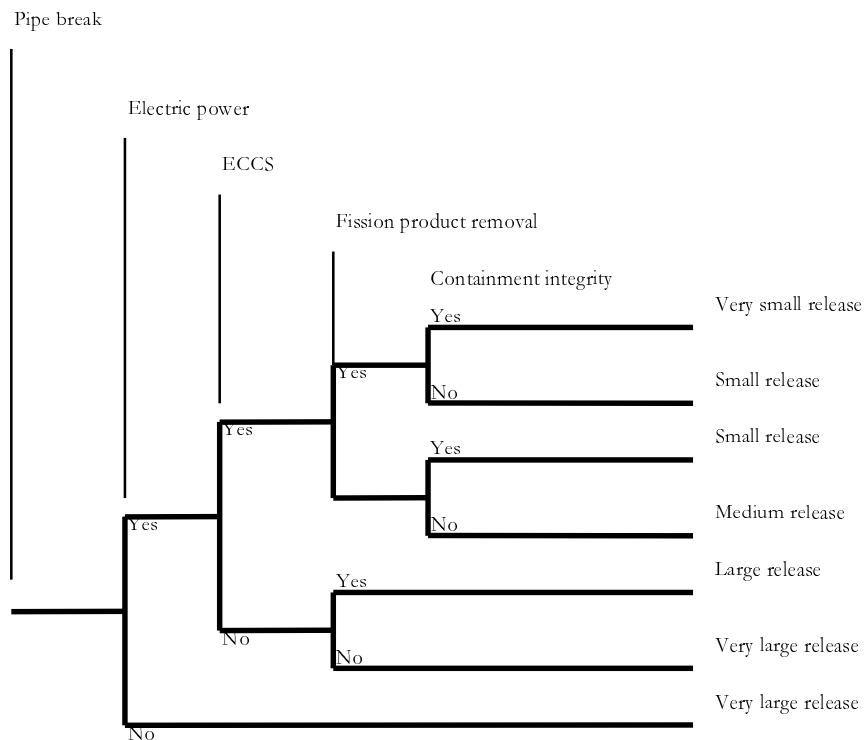 Pipe break
Electric power
ECCS
Fission product removal
Containment integrity
Very small release
Yes
Yes
Small release
No
Yes
Small release
Yes
Medium release
No
Yes
Large release
Yes
No
Very large release
No
Very large release
No